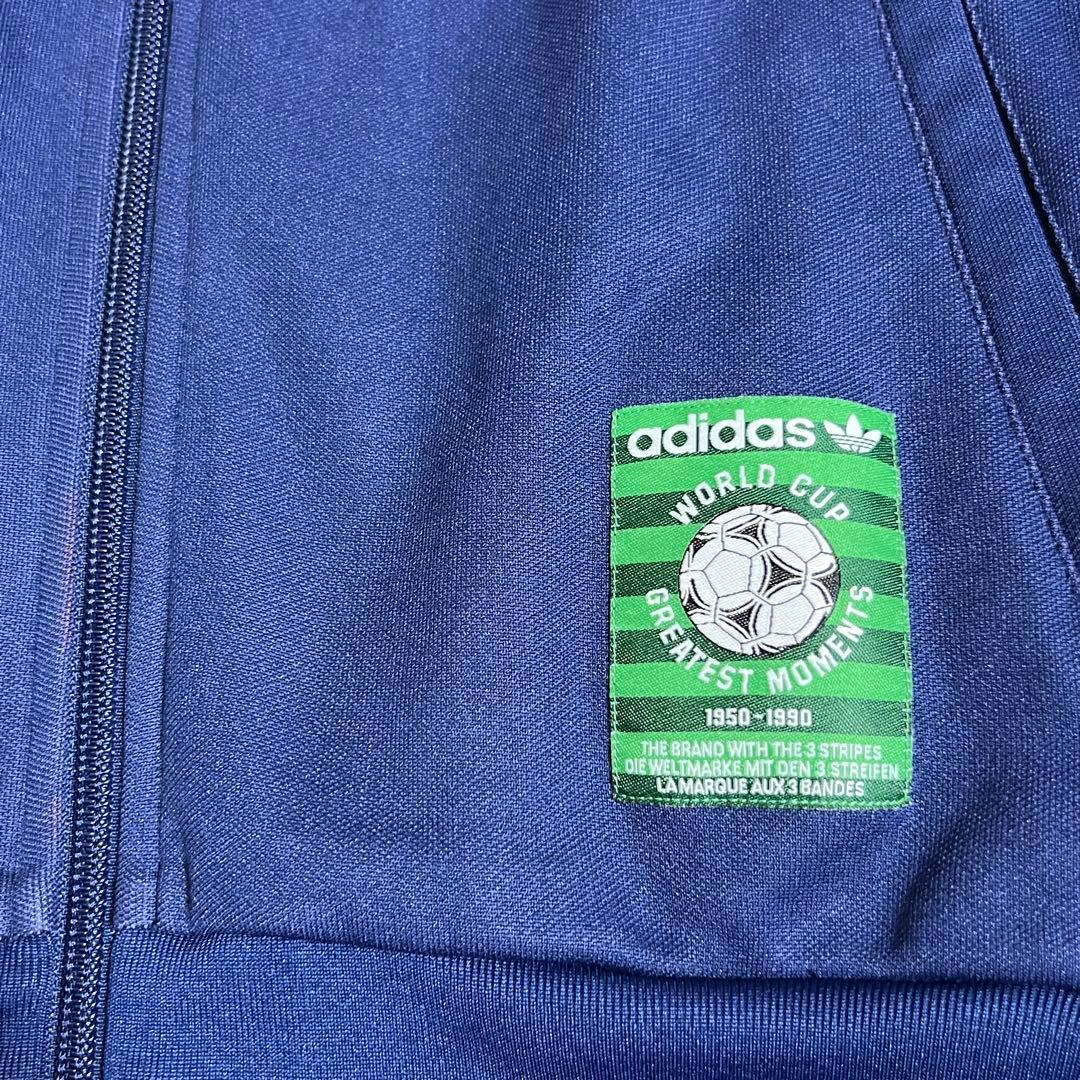 adidas
WORLD CUP
GREATEST MOMENTS
1950-1990
THE BRAND WITH THE 3 STRIPES
DIE WELTMARKE MIT DEN 3 STREIFEN
LA MARQUE AUX 3 BANDES